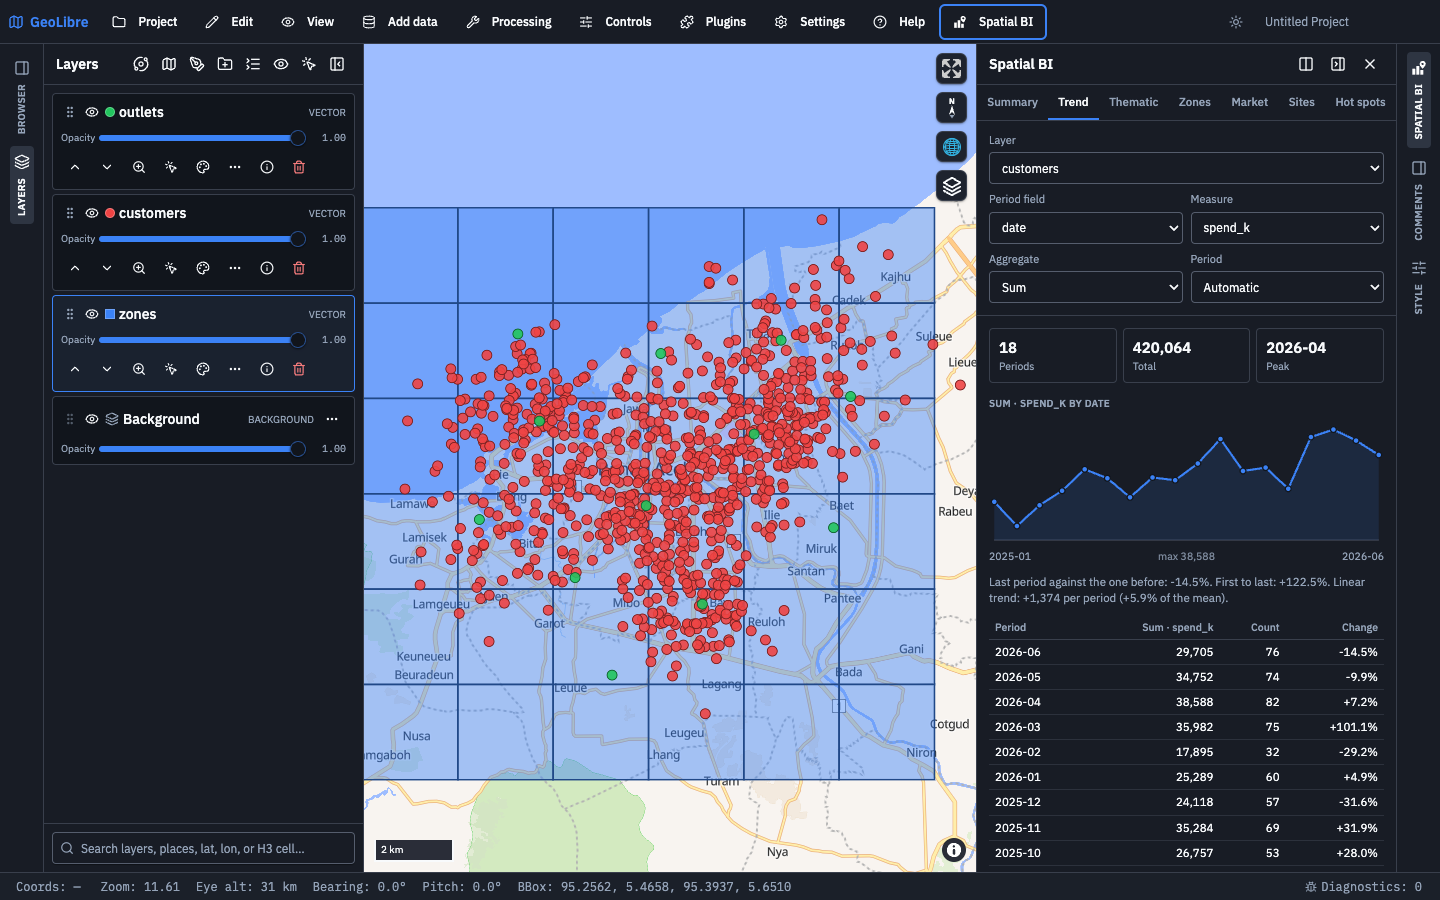 GeoLibre Project Edit View Add data Processing Controls Plugins Settings Help Spatial BI Untitled Project
BROWSER
LAYERS
Layers
outlets VECTOR
Opacity 1.00
customers VECTOR
Opacity 1.00
zones VECTOR
Opacity 1.00
Background BACKGROUND
Opacity 1.00
Search layers, places, lat, lon, or H3 cell...
N
Kajhu
Cadek
Suleue
Lieue
Lamaw
Deya
Baet
Rabeu
Ilie
Lamisek
Miruk
Guran
Santan
Pantee
Lamgeueu
Mibo
Garot
Reuloh
Gani
Keuneueu
Beuradeun
Bada
Leuue
Lagang
Cotgud
Nusa
Leugeu
Niron
mgaboh
Lhang
Turam
Nya
2 km
Spatial BI
Summary Trend Thematic Zones Market Sites Hot spots
Layer
customers
Period field Measure
date spend_k
Aggregate Period
Sum Automatic
18 420,064 2026-04
Periods Total Peak
SUM · SPEND_K BY DATE
2025-01 max 38,588 2026-06
Last period against the one before: -14.5%. First to last: +122.5%. Linear
trend: +1,374 per period (+5.9% of the mean).
Period Sum · spend_k Count Change
2026-06 29,705 76 -14.5%
2026-05 34,752 74 -9.9%
2026-04 38,588 82 +7.2%
2026-03 35,982 75 +101.1%
2026-02 17,895 32 -29.2%
2026-01 25,289 60 +4.9%
2025-12 24,118 57 -31.6%
2025-11 35,284 69 +31.9%
2025-10 26,757 53 +28.0%
SPATIAL BI
COMMENTS
STYLE
Coords: — Zoom: 11.61 Eye alt: 31 km Bearing: 0.0° Pitch: 0.0° BBox: 95.2562, 5.4658, 95.3937, 5.6510 Diagnostics: 0